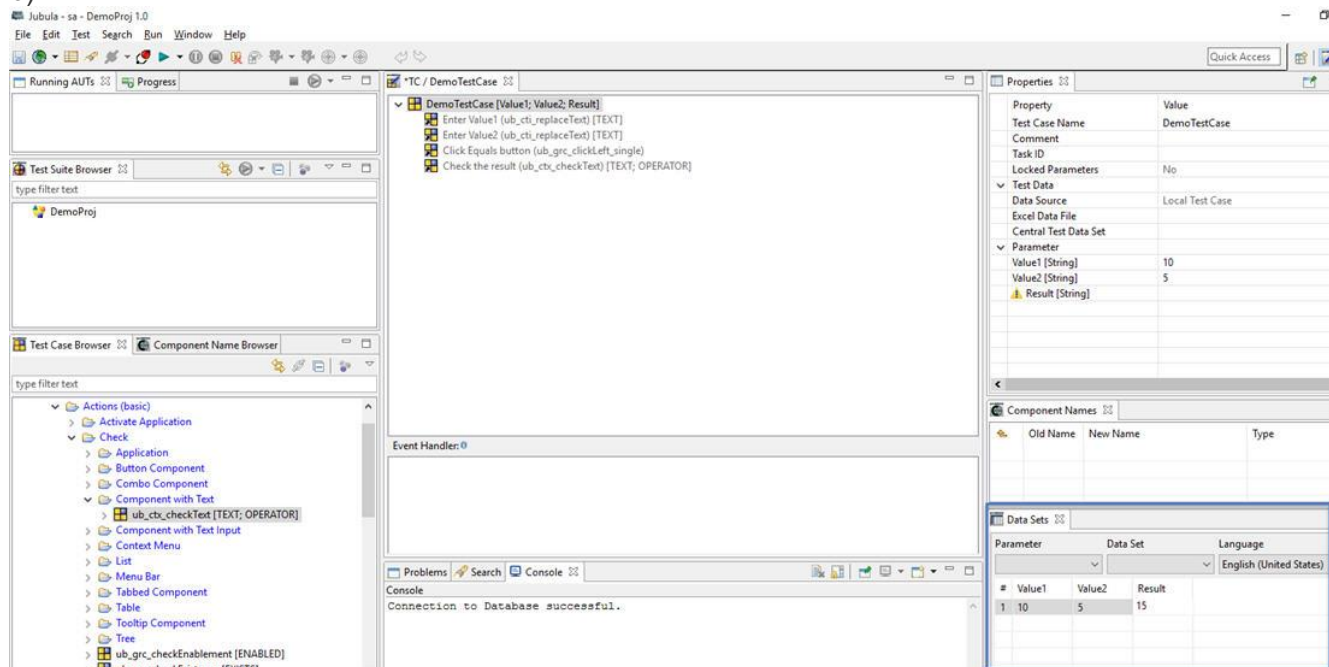 Jubula - sa - DemoProj 1.0
File Edit Test Search Run Window Help
Quick Access
Running AUTs Progress
Test Suite Browser
type filter text
DemoProj
Test Case Browser Component Name Browser
type filter text
Actions (basic)
Activate Application
Check
Application
Button Component
Combo Component
Component with Text
ub_ctx_checkText [TEXT; OPERATOR]
Component with Text Input
Context Menu
List
Menu Bar
Tabbed Component
Table
Tooltip Component
Tree
ub_grc_checkEnablement [ENABLED]
*TC / DemoTestCase
DemoTestCase [Value1; Value2; Result]
Enter Value1 (ub_cti_replaceText) [TEXT]
Enter Value2 (ub_cti_replaceText) [TEXT]
Click Equals button (ub_grc_clickLeft_single)
Check the result (ub_ctx_checkText) [TEXT; OPERATOR]
Event Handler:
Problems Search Console
Console
Connection to Database successful.
Properties
Property Value
Test Case Name DemoTestCase
Comment
Task ID
Locked Parameters No
Test Data
Data Source Local Test Case
Excel Data File
Central Test Data Set
Parameter
Value1 [String] 10
Value2 [String] 5
Result [String]
Component Names
Old Name New Name Type
Data Sets
Parameter Data Set Language
English (United States)
# Value1 Value2 Result
1 10 5 15